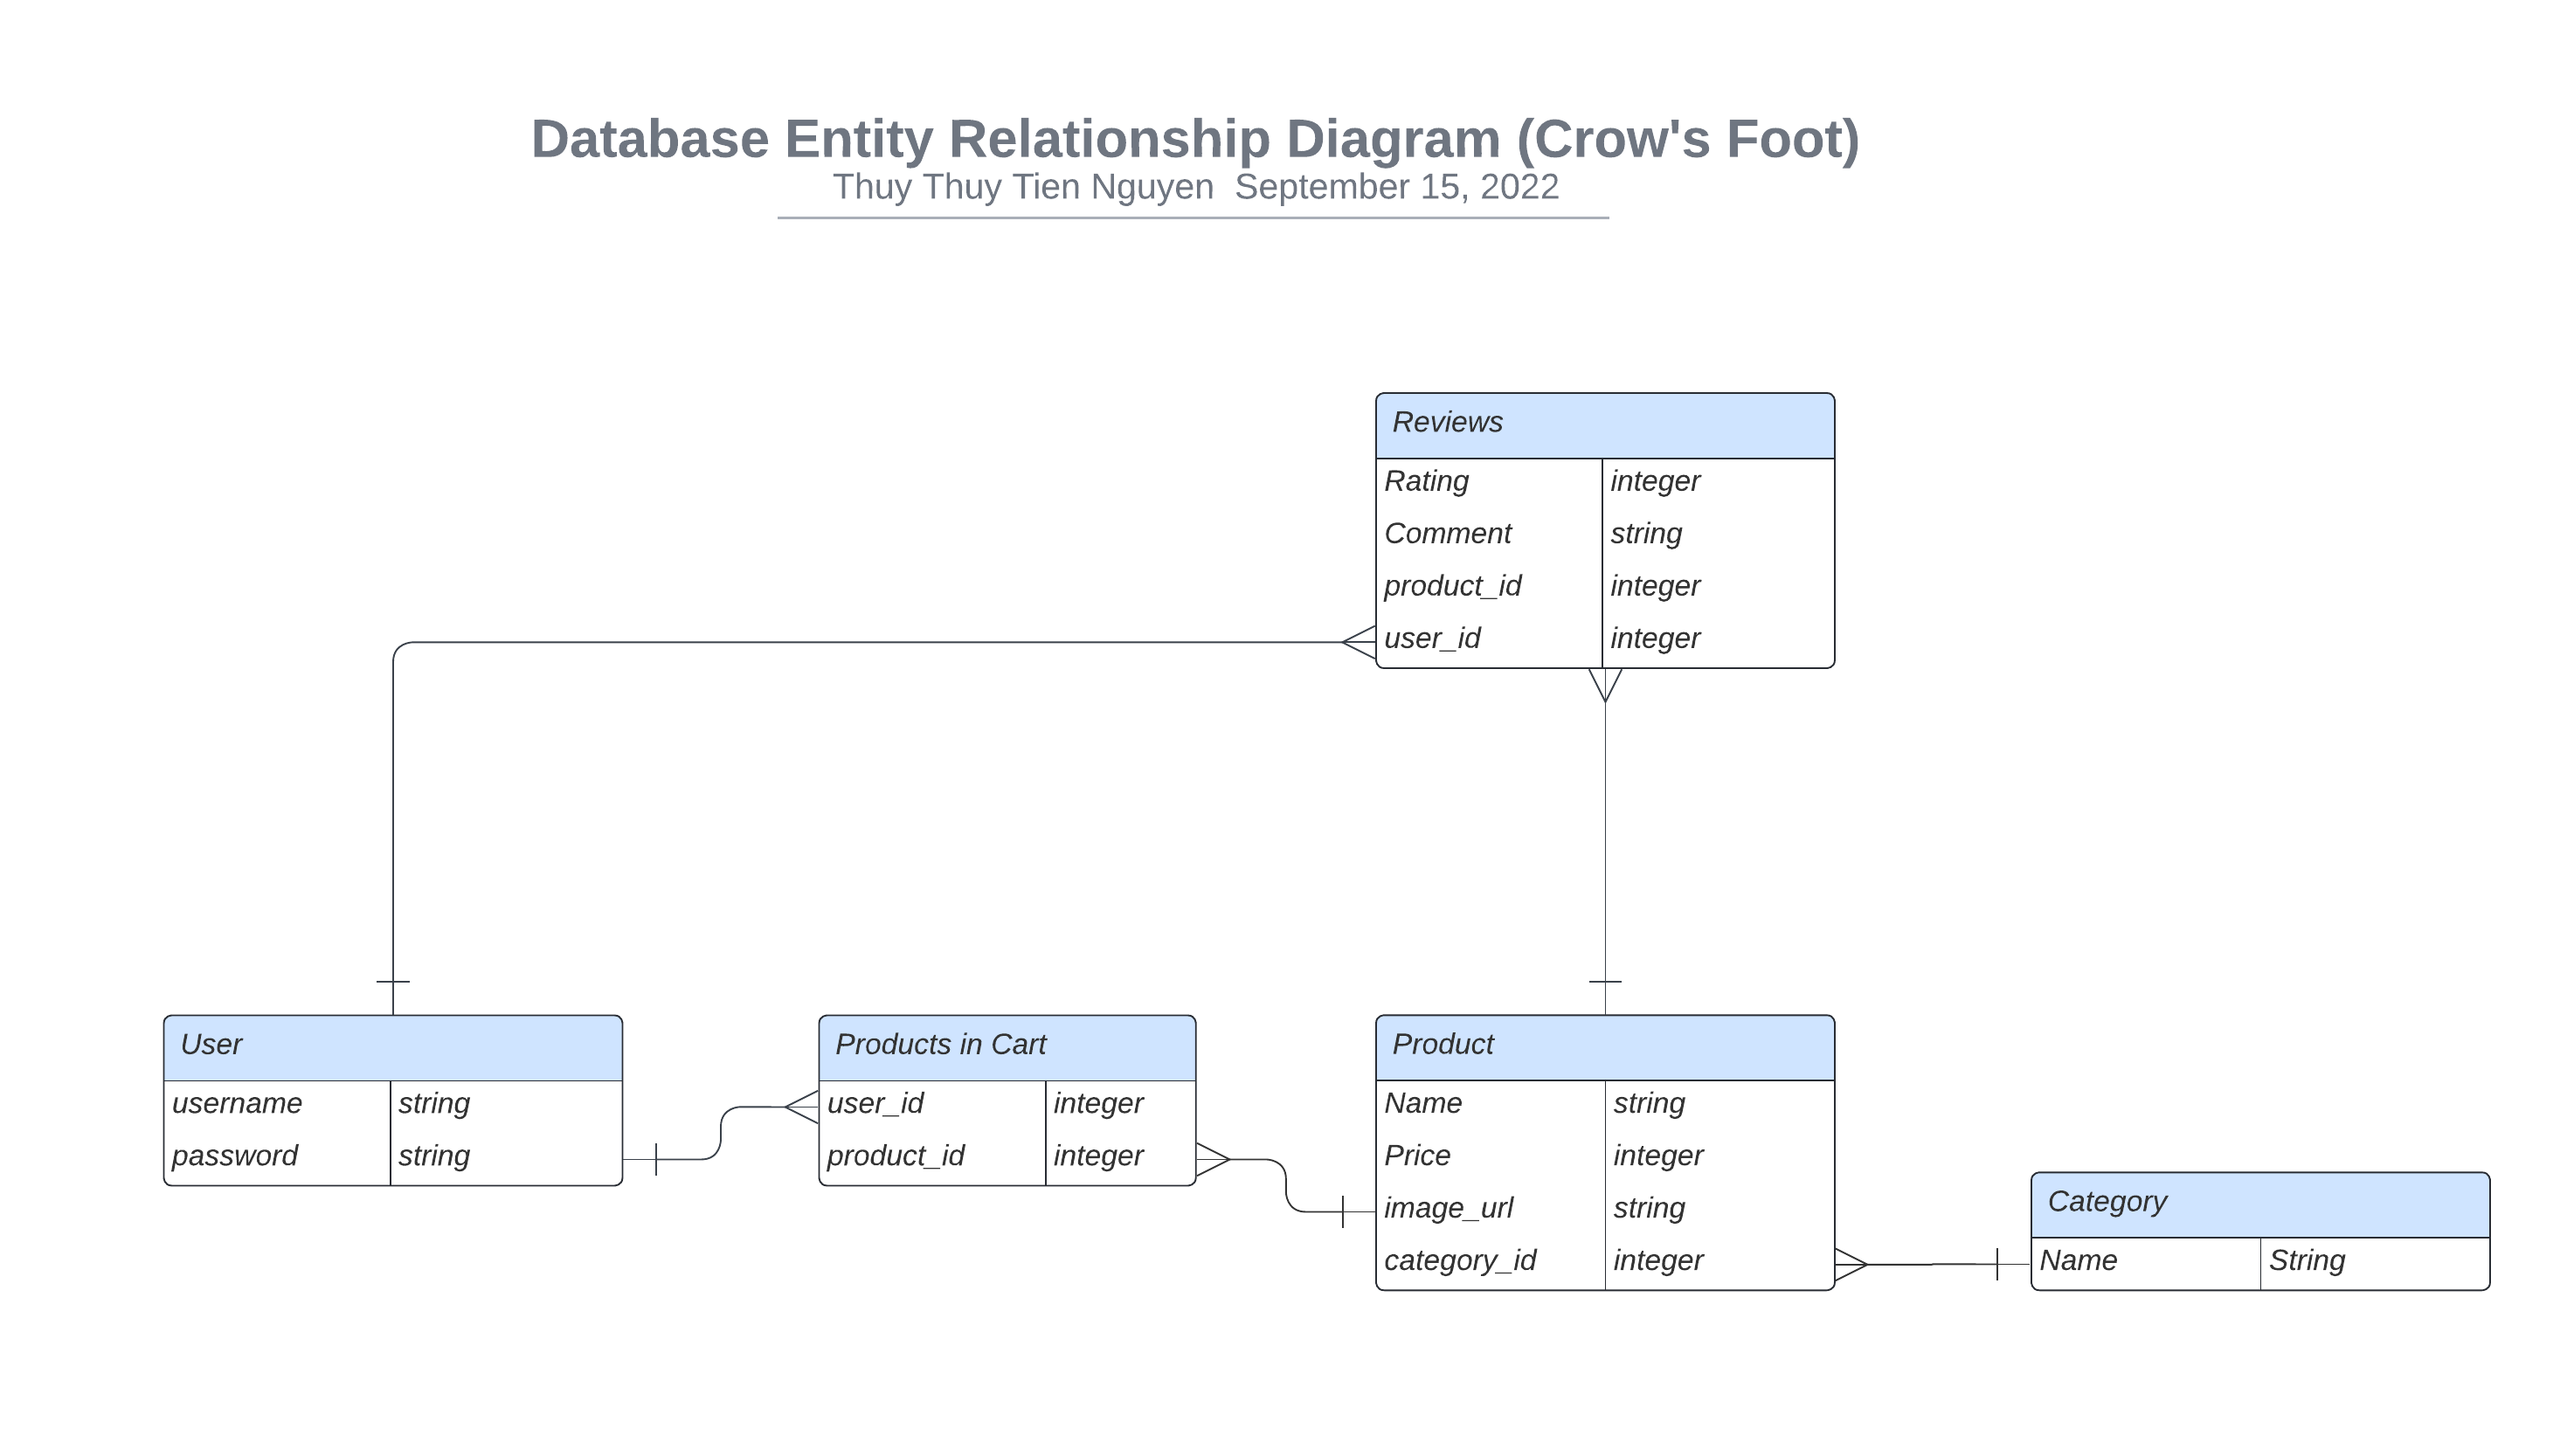 Database Entity Relationship Diagram (Crow's Foot)
Thuy Thuy Tien Nguyen  September 15, 2022
Reviews
Rating integer
Comment string
product_id integer
user_id integer
User
username string
password string
Products in Cart
user_id integer
product_id integer
Product
Name string
Price integer
image_url string
category_id integer
Category
Name String